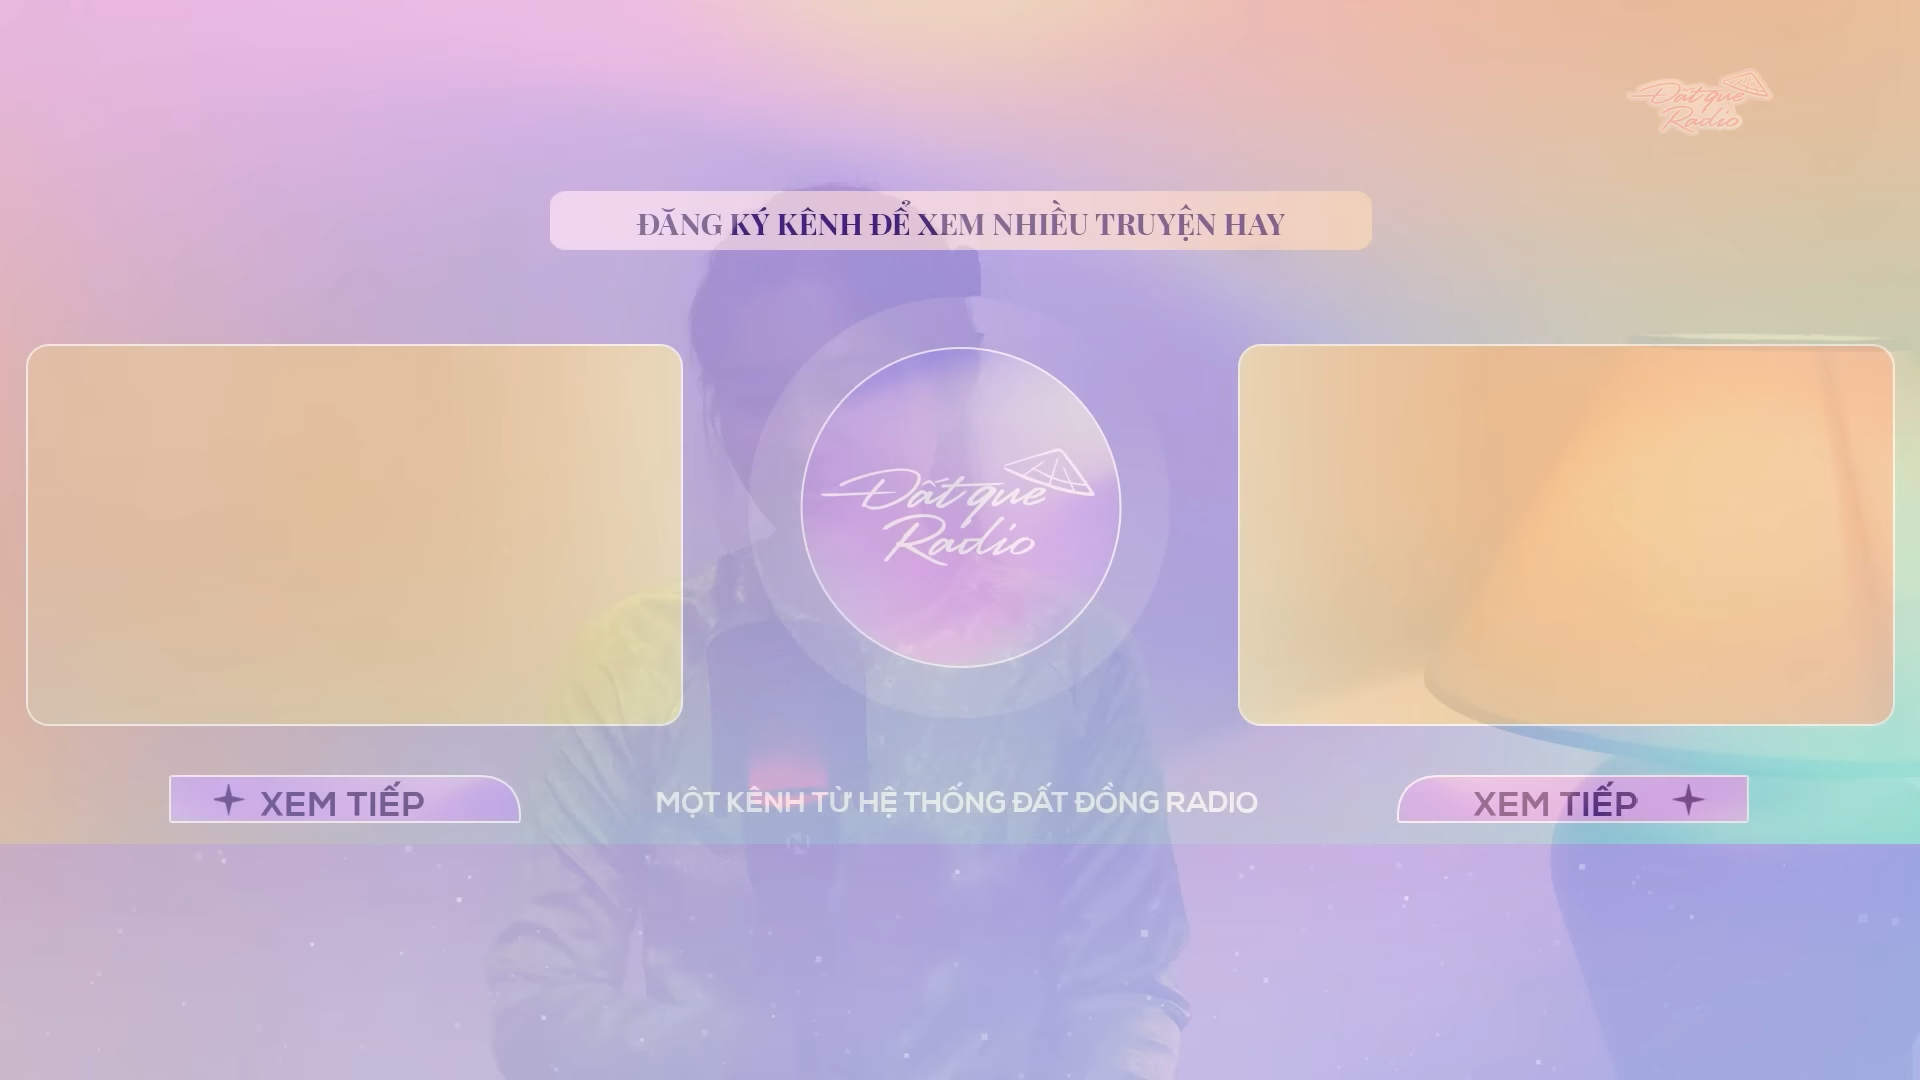 Đất quê
Radio
ĐĂNG KÝ KÊNH ĐỂ XEM NHIỀU TRUYỆN HAY
Đất quê
Radio
XEM TIẾP
MỘT KÊNH TỪ HỆ THỐNG ĐẤT ĐỒNG RADIO
XEM TIẾP